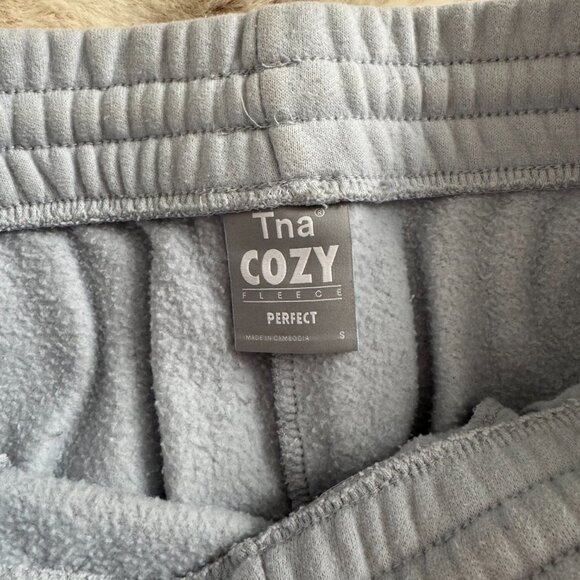 Tna®
COZY
FLEECE
PERFECT
MADE IN CAMBODIA S